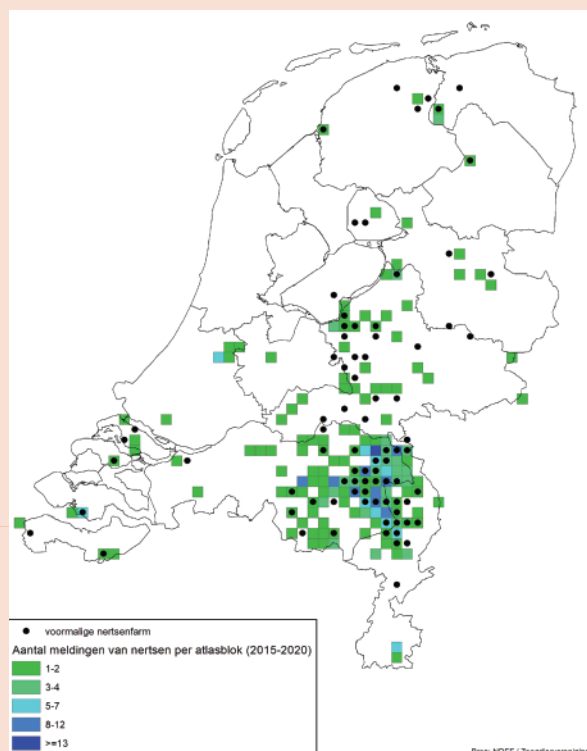 voormalige nertsenfarm
Aantal meldingen van nertsen per atlasblok (2015-2020)
1-2
3-4
5-7
8-12
>=13